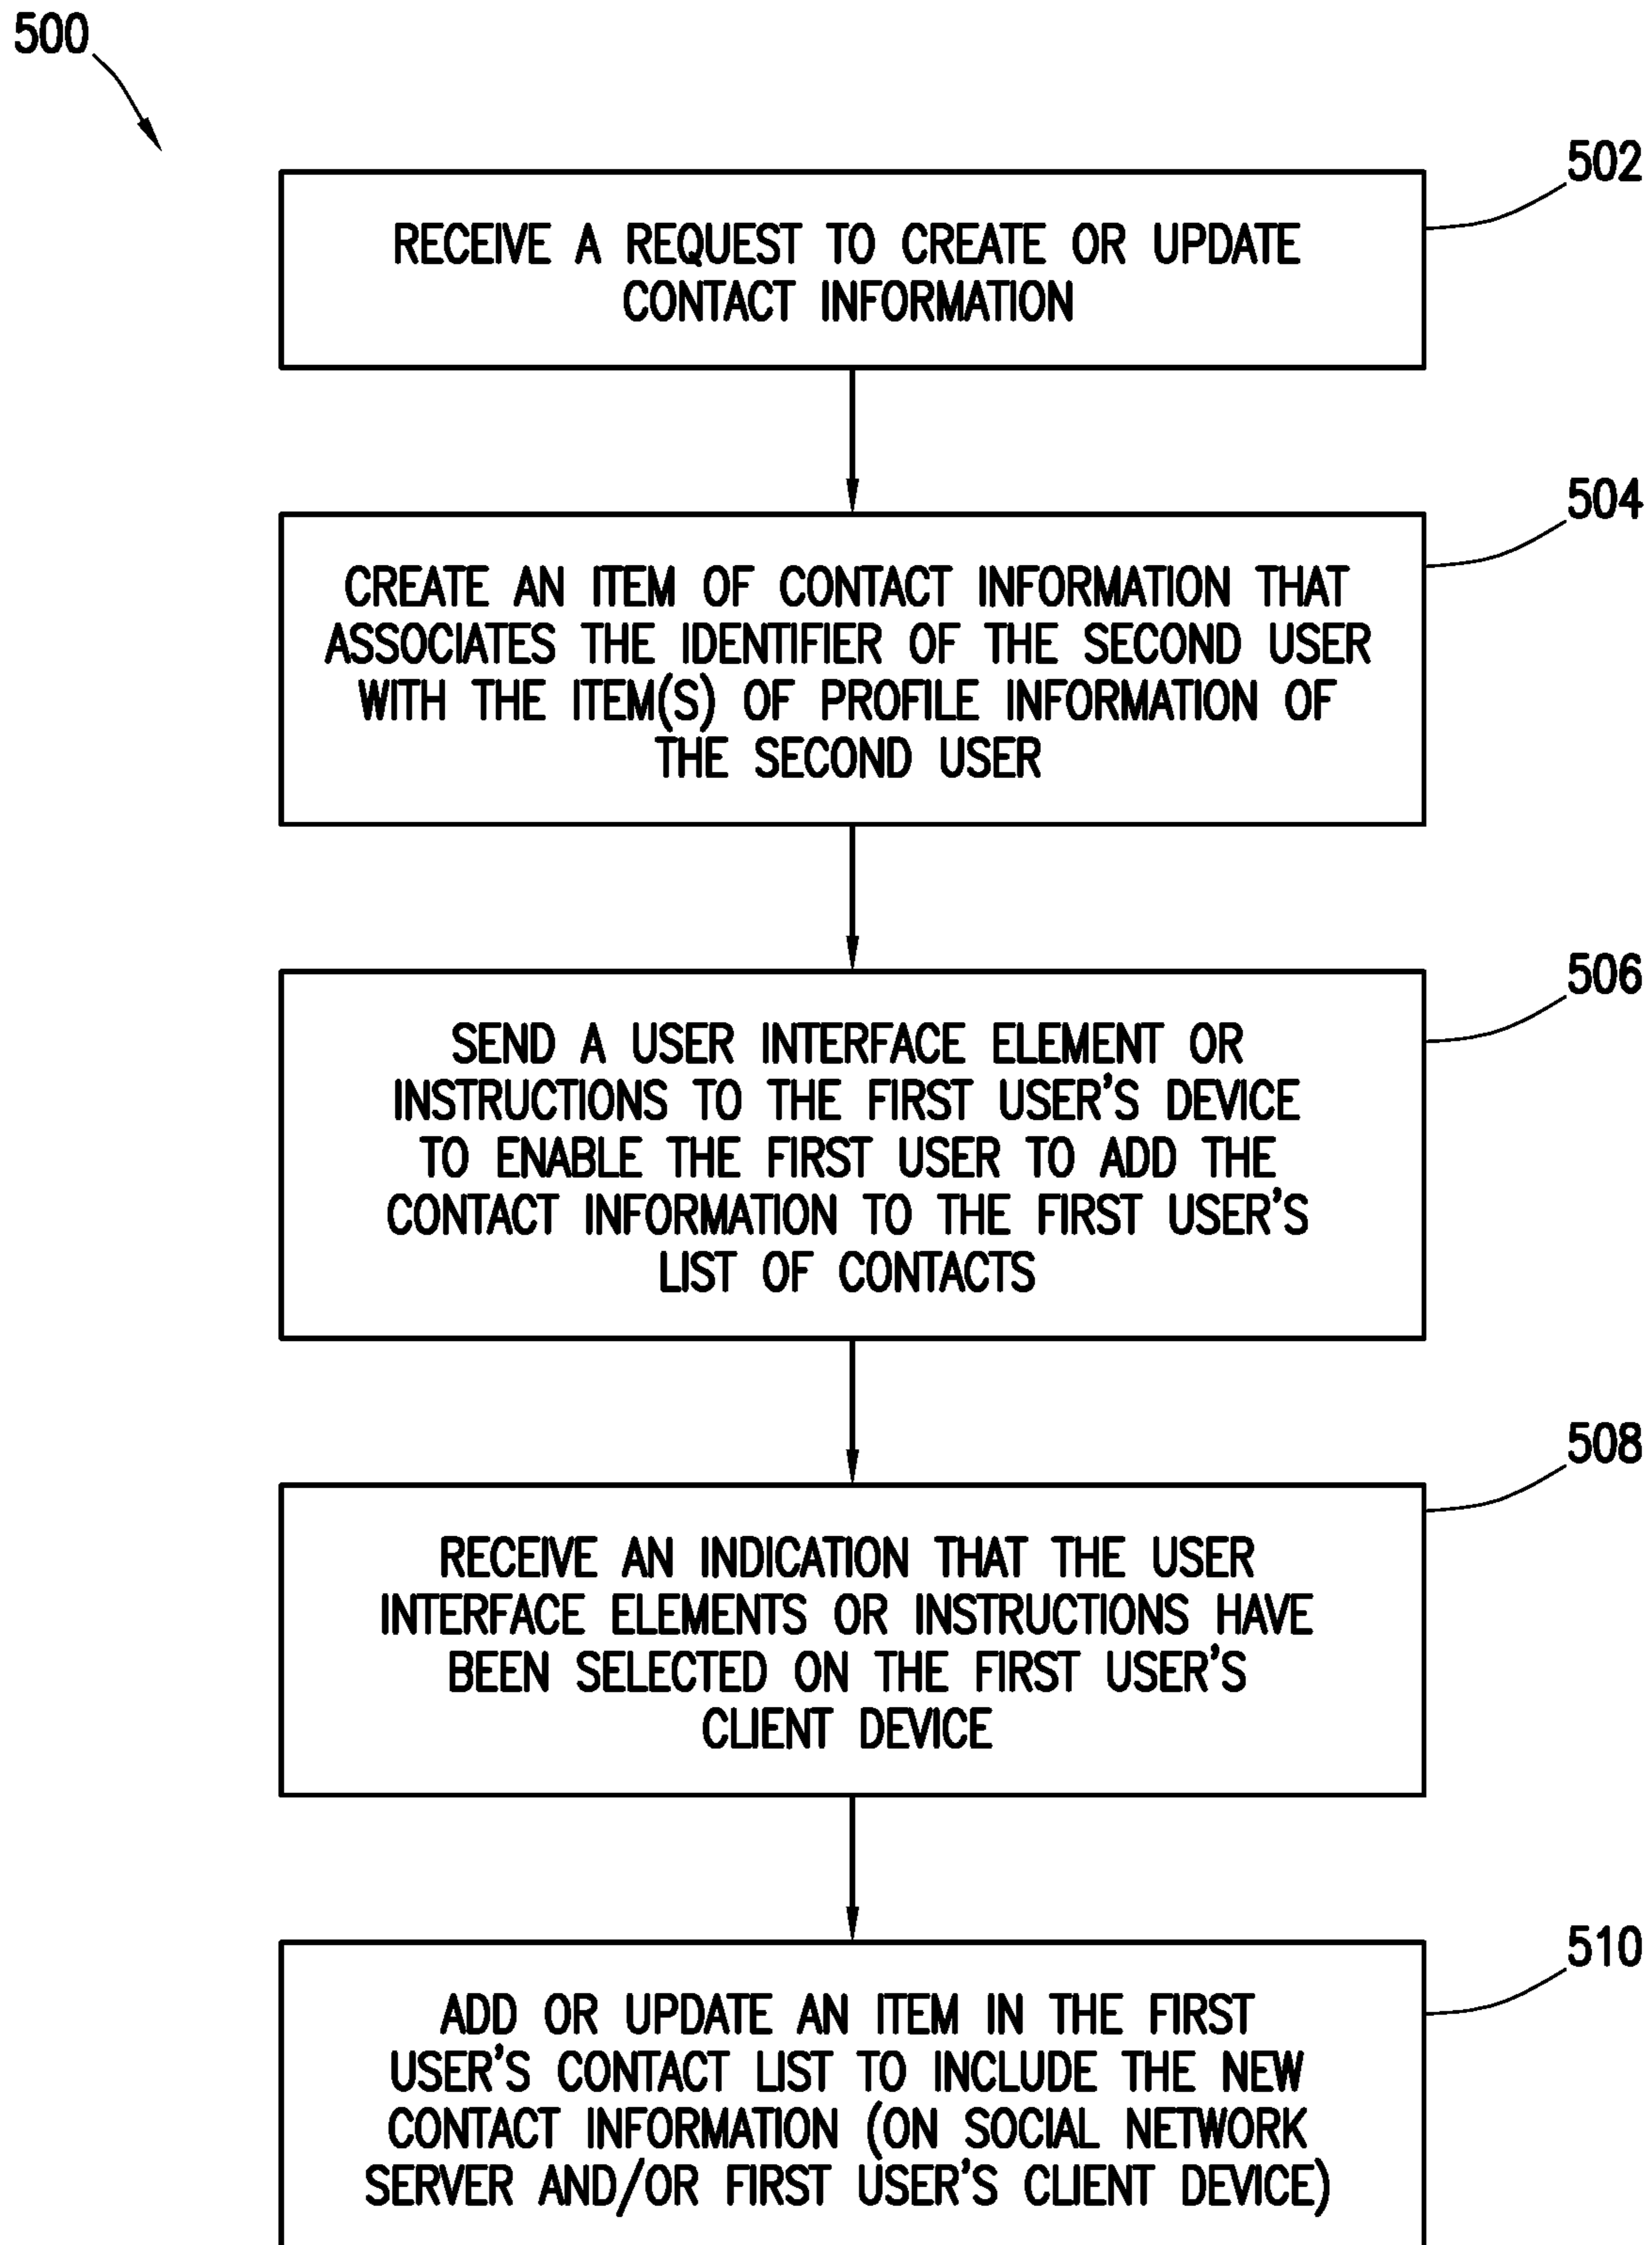 500
502
RECEIVE A REQUEST TO CREATE OR UPDATE
CONTACT INFORMATION
504
CREATE AN ITEM OF CONTACT INFORMATION THAT
ASSOCIATES THE IDENTIFIER OF THE SECOND USER
WITH THE ITEM(S) OF PROFILE INFORMATION OF
THE SECOND USER
506
SEND A USER INTERFACE ELEMENT OR
INSTRUCTIONS TO THE FIRST USER'S DEVICE
TO ENABLE THE FIRST USER TO ADD THE
CONTACT INFORMATION TO THE FIRST USER'S
LIST OF CONTACTS
508
RECEIVE AN INDICATION THAT THE USER
INTERFACE ELEMENTS OR INSTRUCTIONS HAVE
BEEN SELECTED ON THE FIRST USER'S
CLIENT DEVICE
510
ADD OR UPDATE AN ITEM IN THE FIRST
USER'S CONTACT LIST TO INCLUDE THE NEW
CONTACT INFORMATION (ON SOCIAL NETWORK
SERVER AND/OR FIRST USER'S CLIENT DEVICE)